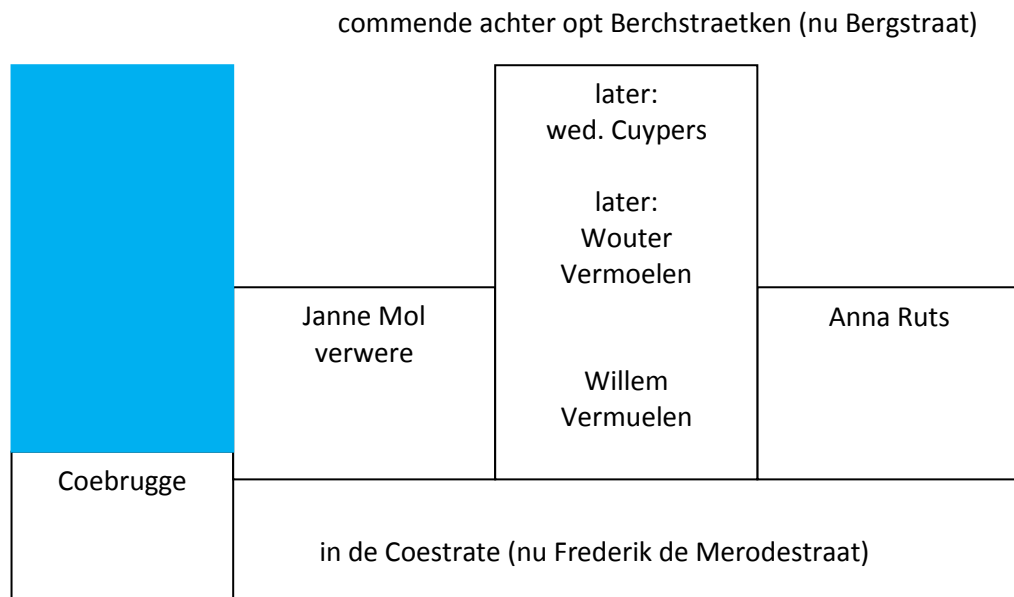 commende achter opt Berchstraetken (nu Bergstraat)
later:
wed. Cuypers
later:
Wouter
Vermoelen
Janne Mol
verwere
Anna Ruts
Willem
Vermuelen
Coebrugge
in de Coestrate (nu Frederik de Merodestraat)